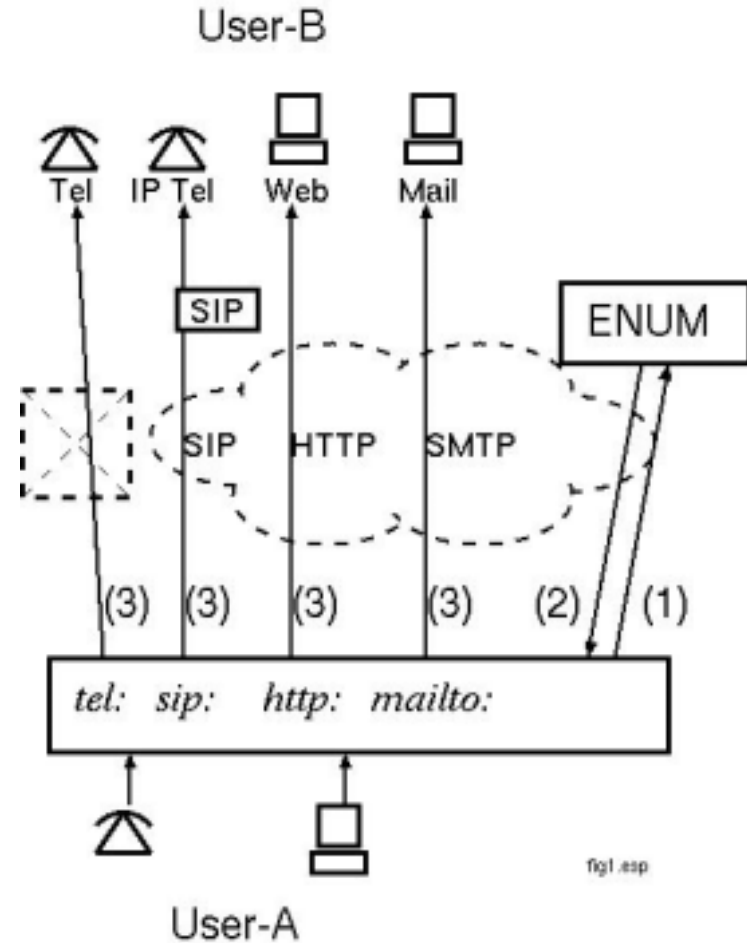 User-B
Tel IP Tel Web Mail
SIP
ENUM
SIP HTTP SMTP
(3) (3) (3) (3) (2) (1)
tel: sip: http: mailto:
fig1.esp
User-A